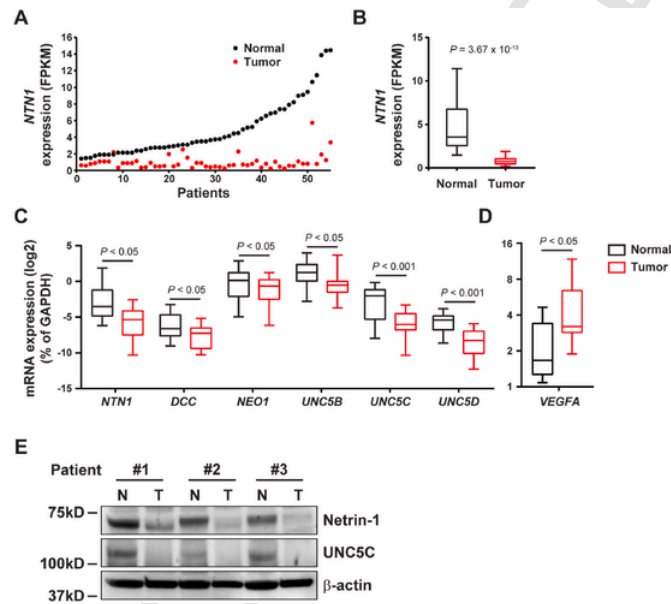 A
NTN1
expression (FPKM)
16
14
12
10
8
6
4
2
0
Normal
Tumor
0 10 20 30 40 50
Patients
B
NTN1
expression (FPKM)
15
10
5
0
P = 3.67 x 10⁻¹³
Normal Tumor
C
mRNA expression (log2)
(% of GAPDH)
5
0
-5
-10
-15
P < 0.05
P < 0.05
P < 0.05
P < 0.05
P < 0.001
P < 0.001
NTN1 DCC NEO1 UNC5B UNC5C UNC5D
D
16
4
4
2
1
P < 0.05
VEGFA
Normal
Tumor
E
Patient #1 #2 #3
N T N T N T
75kD
Netrin-1
UNC5C
100kD
β-actin
37kD